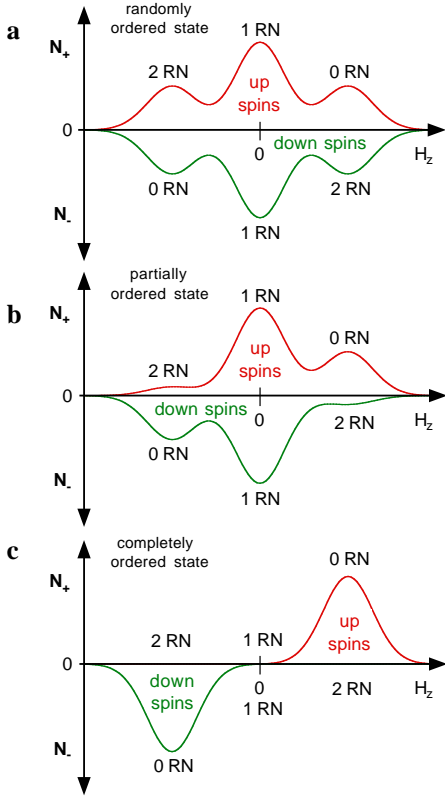 a
randomly
ordered state
N+
1 RN
2 RN
0 RN
up
spins
0
down spins
0
Hz
0 RN
2 RN
N-
1 RN
b
partially
ordered state
N+
1 RN
0 RN
2 RN
up
spins
0
down spins
0
Hz
2 RN
0 RN
N-
1 RN
c
completely
ordered state
0 RN
N+
up
spins
2 RN
1 RN
0
0
Hz
down
spins
2 RN
1 RN
N-
0 RN